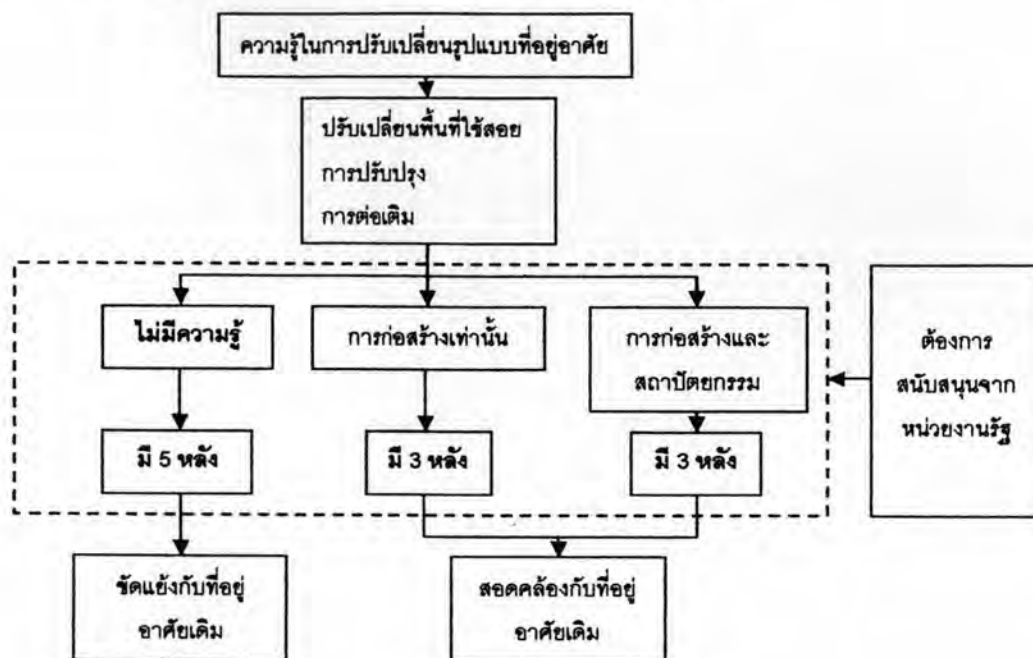 ความรู้ในการปรับเปลี่ยนรูปแบบที่อยู่อาศัย
ปรับเปลี่ยนพื้นที่ใช้สอย
การปรับปรุง
การต่อเติม
ไม่มีความรู้
การก่อสร้างเท่านั้น
การก่อสร้างและ
สถาปัตยกรรม
ต้องการ
สนับสนุนจาก
หน่วยงานรัฐ
มี 5 หลัง
มี 3 หลัง
มี 3 หลัง
ขัดแย้งกับที่อยู่
อาศัยเดิม
สอดคล้องกับที่อยู่
อาศัยเดิม